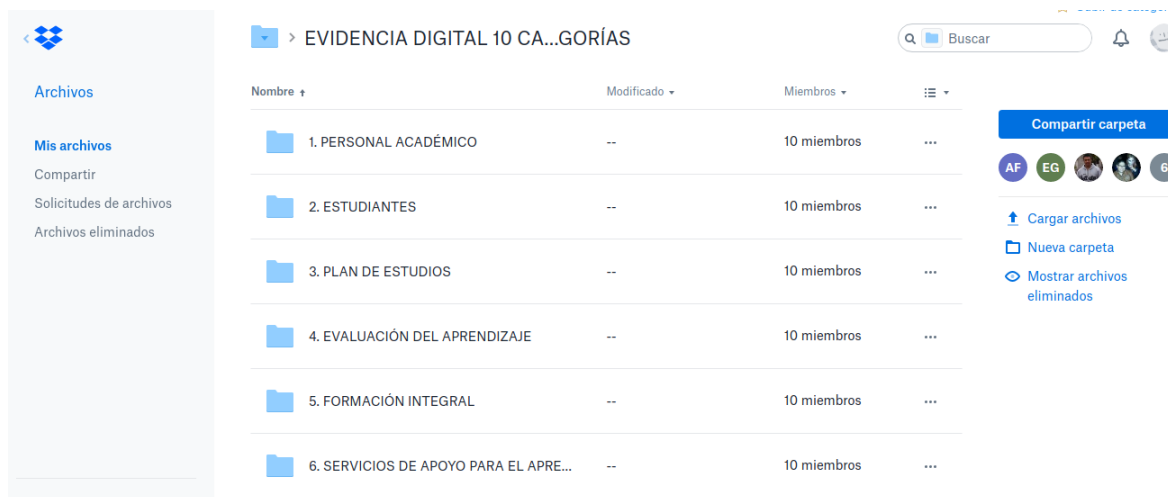 EVIDENCIA DIGITAL 10 CA...GORÍAS
Buscar
Archivos
Mis archivos
Compartir
Solicitudes de archivos
Archivos eliminados
Nombre Modificado Miembros
1. PERSONAL ACADÉMICO -- 10 miembros
2. ESTUDIANTES -- 10 miembros
3. PLAN DE ESTUDIOS -- 10 miembros
4. EVALUACIÓN DEL APRENDIZAJE -- 10 miembros
5. FORMACIÓN INTEGRAL -- 10 miembros
6. SERVICIOS DE APOYO PARA EL APRE... -- 10 miembros
Compartir carpeta
AF EG 6
Cargar archivos
Nueva carpeta
Mostrar archivos
eliminados